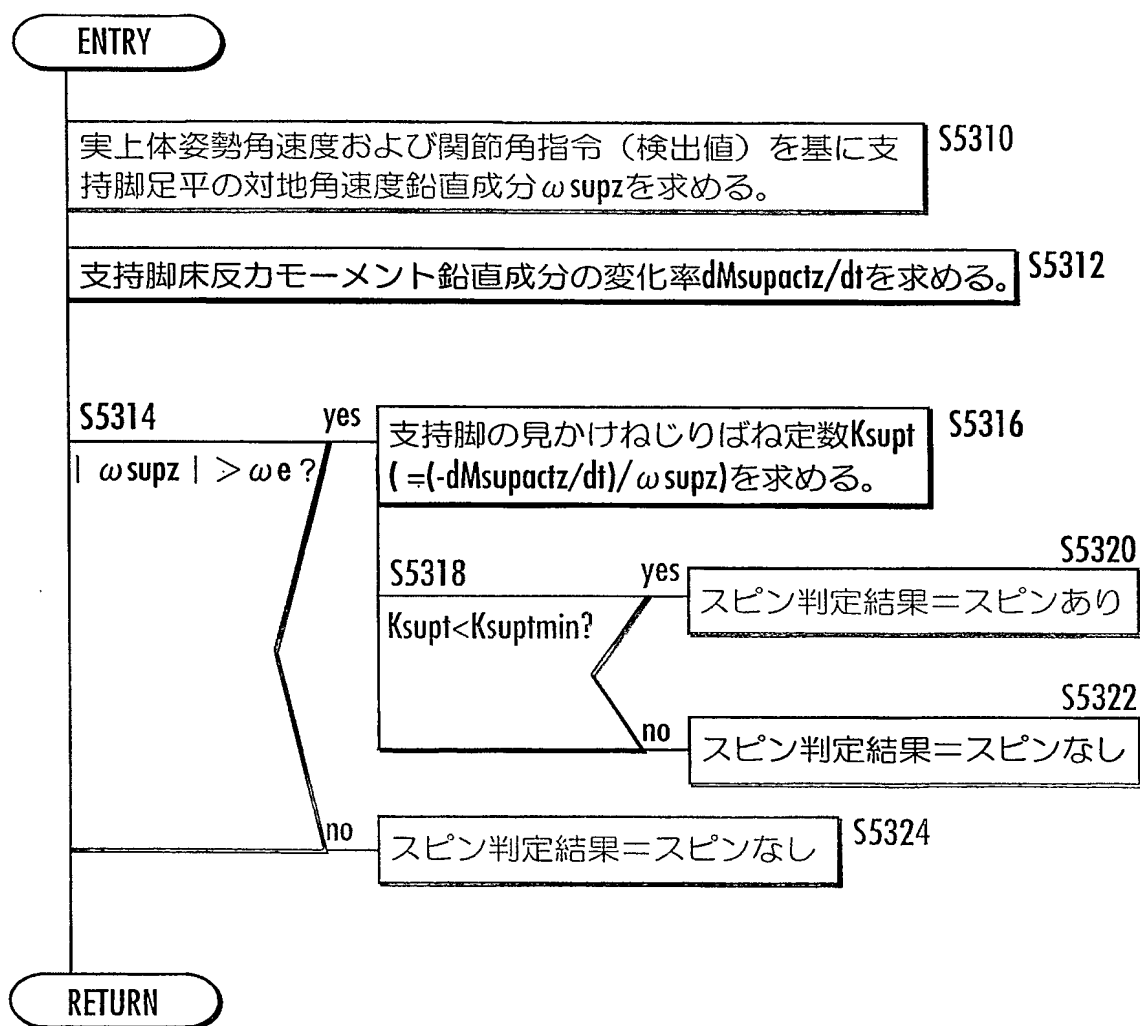 ENTRY
S5310
実上体姿勢角速度および関節角指令（検出値）を基に支
持脚足平の対地角速度鉛直成分ωsupzを求める。
S5312
支持脚床反力モーメント鉛直成分の変化率dMsupactz/dtを求める。
S5314
yes
| ωsupz | ＞ωe？
S5316
支持脚の見かけねじりばね定数Ksupt
( =(-dMsupactz/dt)/ωsupz)を求める。
S5318
yes
Ksupt<Ksuptmin?
S5320
スピン判定結果＝スピンあり
S5322
no
スピン判定結果＝スピンなし
no
S5324
スピン判定結果＝スピンなし
RETURN